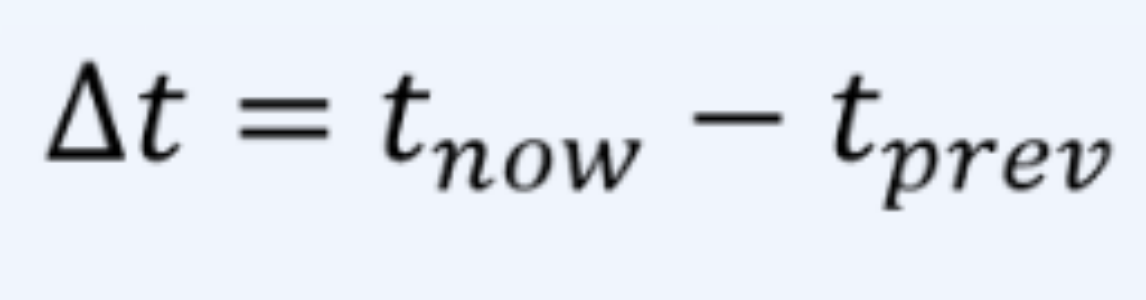 Δt = t_now − t_prev